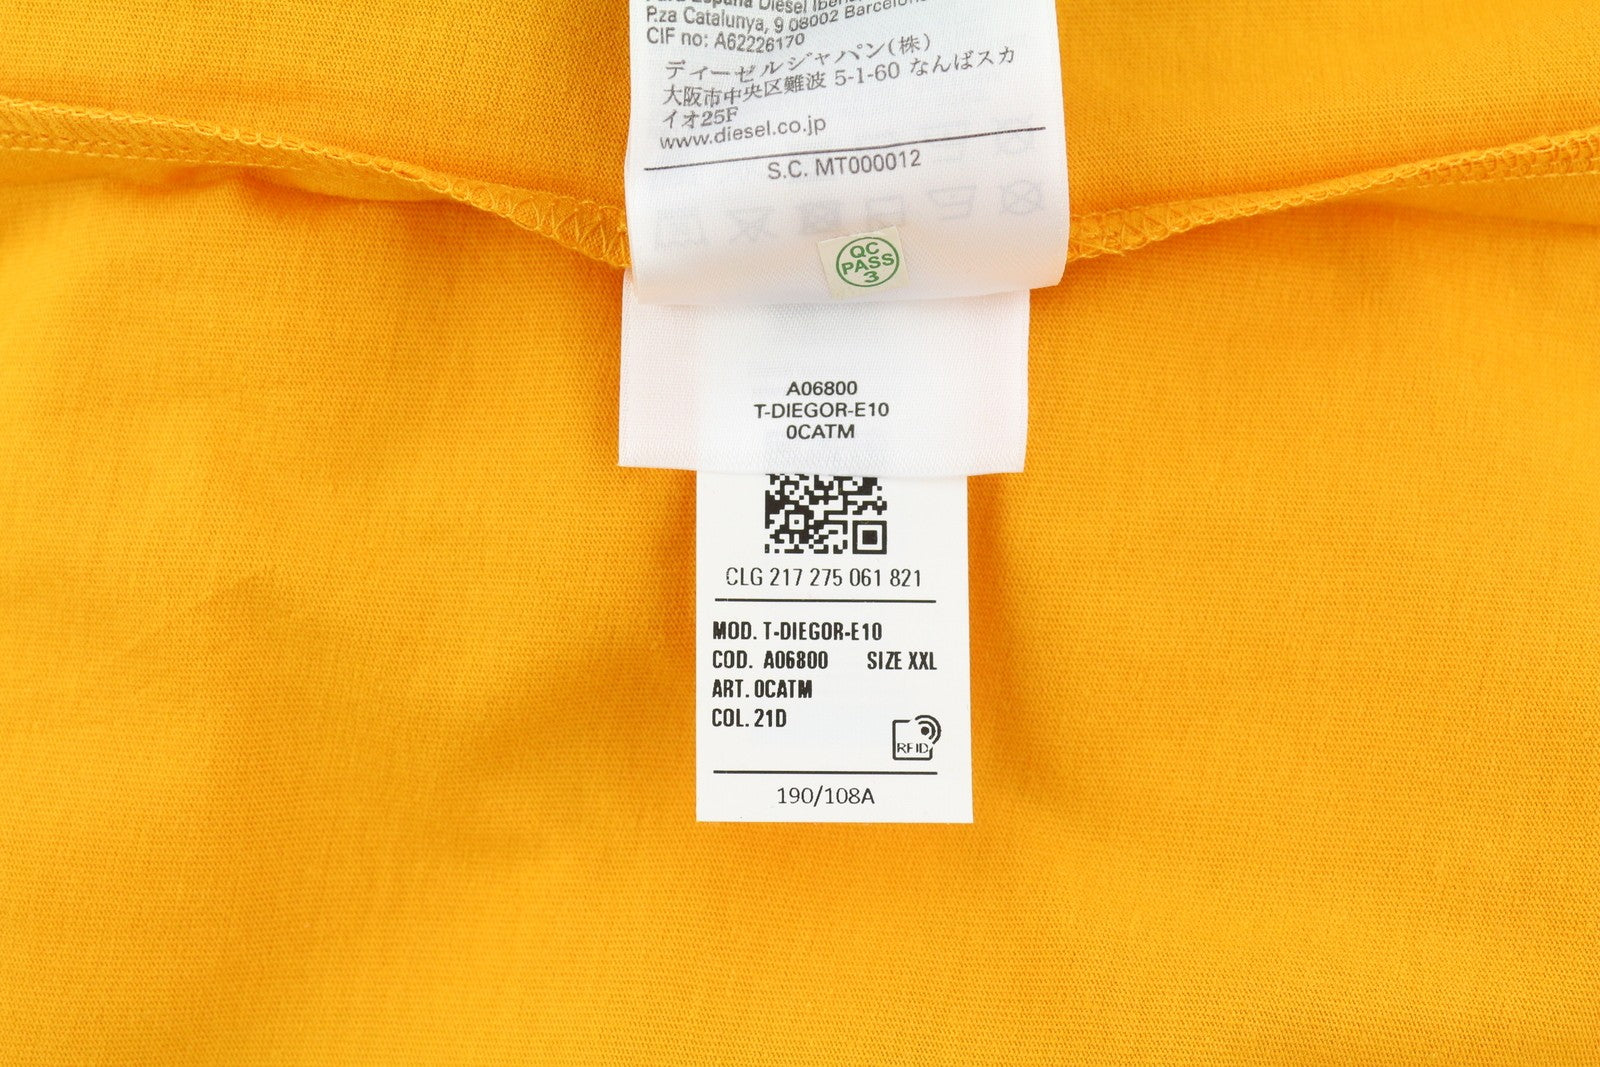 España Diesel
P.za Catalunya, 9 08002 Barcelona
CIF no: A62226170
ディーゼルジャパン(株)
大阪市中央区難波 5-1-60 なんばスカ
イオ25F
www.diesel.co.jp
S.C. MT000012
QC
PASS
3
A06800
T-DIEGOR-E10
0CATM
CLG 217 275 061 821
MOD. T-DIEGOR-E10
COD. A06800 SIZE XXL
ART. 0CATM
COL. 21D
RFID
190/108A